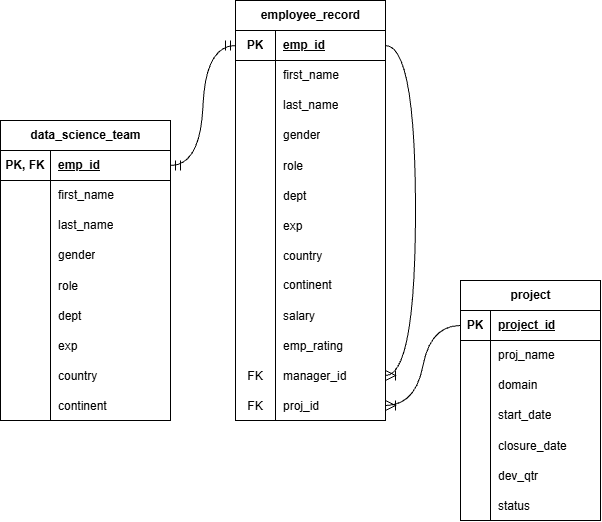 employee_record
PK emp_id
first_name
last_name
gender
role
dept
exp
country
continent
salary
emp_rating
FK manager_id
FK proj_id
data_science_team
PK, FK emp_id
first_name
last_name
gender
role
dept
exp
country
continent
project
PK project_id
proj_name
domain
start_date
closure_date
dev_qtr
status